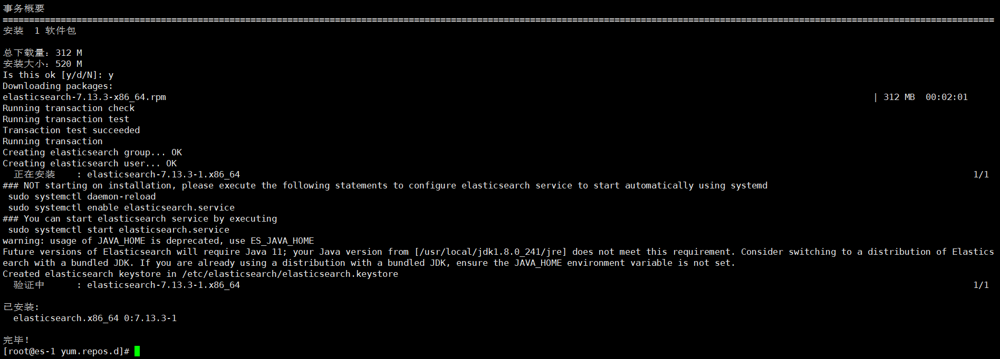 事务概要
============================================================================================================================================================================================
安装  1 软件包

总下载量：312 M
安装大小：520 M
Is this ok [y/d/N]: y
Downloading packages:
elasticsearch-7.13.3-x86_64.rpm | 312 MB  00:02:01
Running transaction check
Running transaction test
Transaction test succeeded
Running transaction
Creating elasticsearch group... OK
Creating elasticsearch user... OK
  正在安装    : elasticsearch-7.13.3-1.x86_64 1/1
### NOT starting on installation, please execute the following statements to configure elasticsearch service to start automatically using systemd
 sudo systemctl daemon-reload
 sudo systemctl enable elasticsearch.service
### You can start elasticsearch service by executing
 sudo systemctl start elasticsearch.service
warning: usage of JAVA_HOME is deprecated, use ES_JAVA_HOME
Future versions of Elasticsearch will require Java 11; your Java version from [/usr/local/jdk1.8.0_241/jre] does not meet this requirement. Consider switching to a distribution of Elastics
earch with a bundled JDK. If you are already using a distribution with a bundled JDK, ensure the JAVA_HOME environment variable is not set.
Created elasticsearch keystore in /etc/elasticsearch/elasticsearch.keystore
  验证中      : elasticsearch-7.13.3-1.x86_64 1/1

已安装:
  elasticsearch.x86_64 0:7.13.3-1

完毕！
[root@es-1 yum.repos.d]#